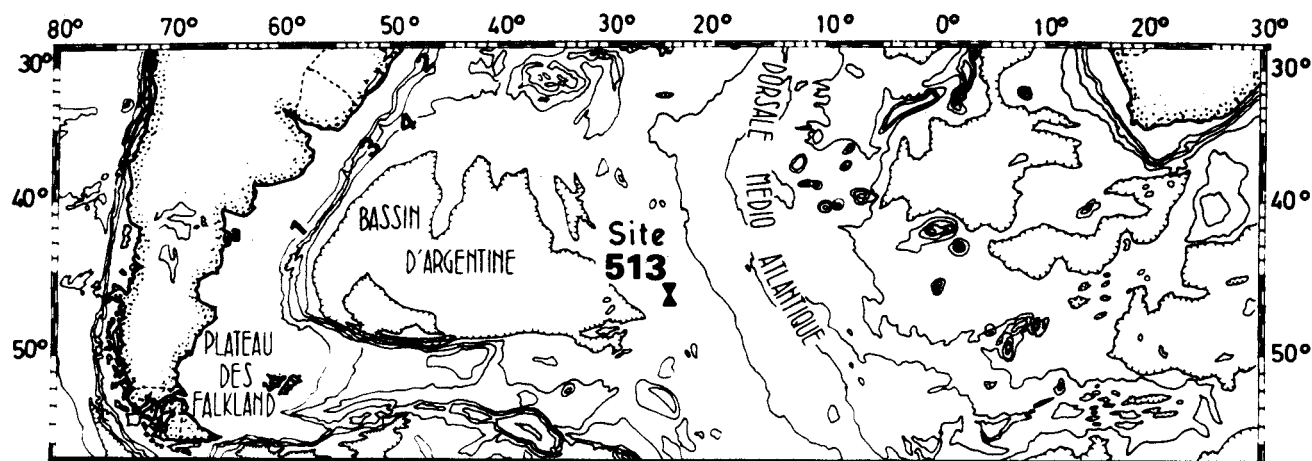 80° 70° 60° 50° 40° 30° 20° 10° 0° 10° 20° 30°
30° 30°
40° 40°
50° 50°
2
4
3
1
BASSIN
D'ARGENTINE
Site
513
DORSALE
MEDIO
ATLANTIQUE
PLATEAU
DES
FALKLAND